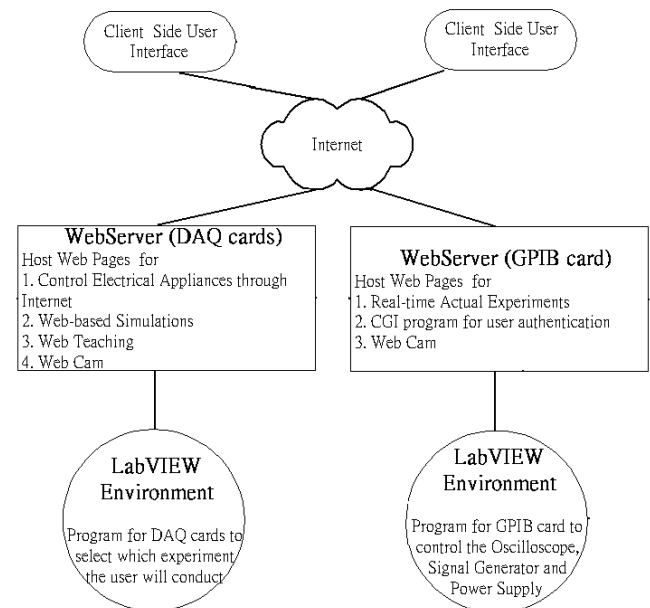 Client Side User
Interface
Client Side User
Interface
Internet
WebServer (DAQ cards)
Host Web Pages for
1. Control Electrical Appliances through
Internet
2. Web-based Simulations
3. Web Teaching
4. Web Cam
WebServer (GPIB card)
Host Web Pages for
1. Real-time Actual Experiments
2. CGI program for user authentication
3. Web Cam
LabVIEW
Environment
Program for DAQ cards to
select which experiment
the user will conduct
LabVIEW
Environment
Program for GPIB card to
control the Oscilloscope,
Signal Generator and
Power Supply